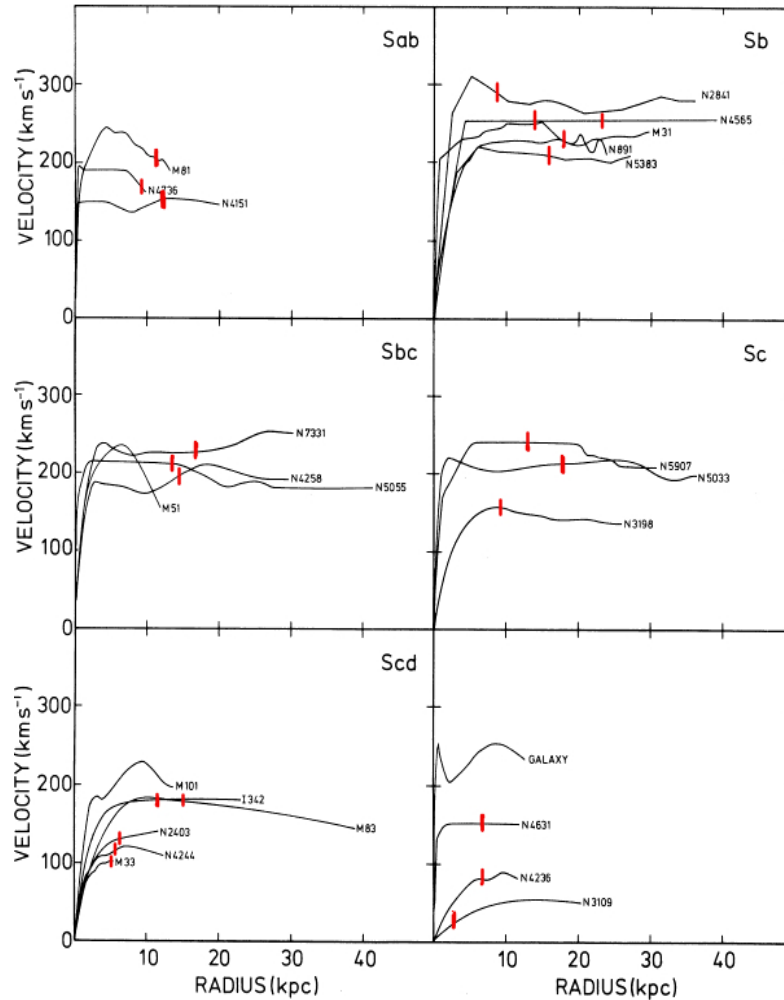 Sab
VELOCITY (km s⁻¹)
300
200
100
0
M81
N4736
N4151
Sb
N2841
N4565
M31
N891
N5383
Sbc
VELOCITY (km s⁻¹)
300
200
100
0
N7331
N4258
N5055
M51
Sc
N5907
N5033
N3198
Scd
VELOCITY (km s⁻¹)
300
200
100
0
M101
I342
M83
N2403
N4244
M33
0 10 20 30 40
RADIUS (kpc)
GALAXY
N4631
N4236
N3109
0 10 20 30 40
RADIUS (kpc)